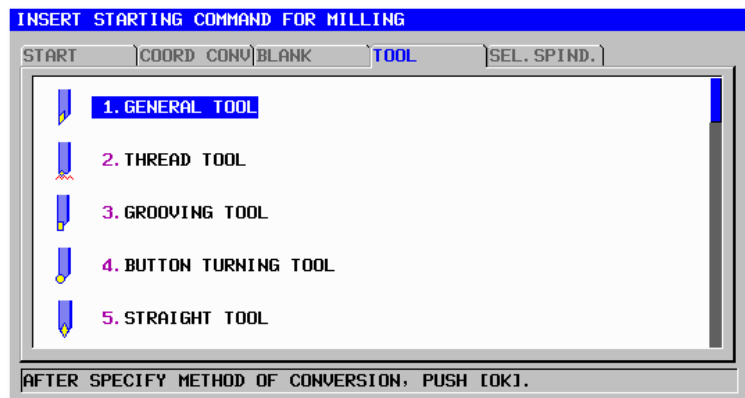 INSERT STARTING COMMAND FOR MILLING
START COORD CONV BLANK TOOL SEL.SPIND.
1.GENERAL TOOL
2.THREAD TOOL
3.GROOVING TOOL
4.BUTTON TURNING TOOL
5.STRAIGHT TOOL
AFTER SPECIFY METHOD OF CONVERSION, PUSH [OK].